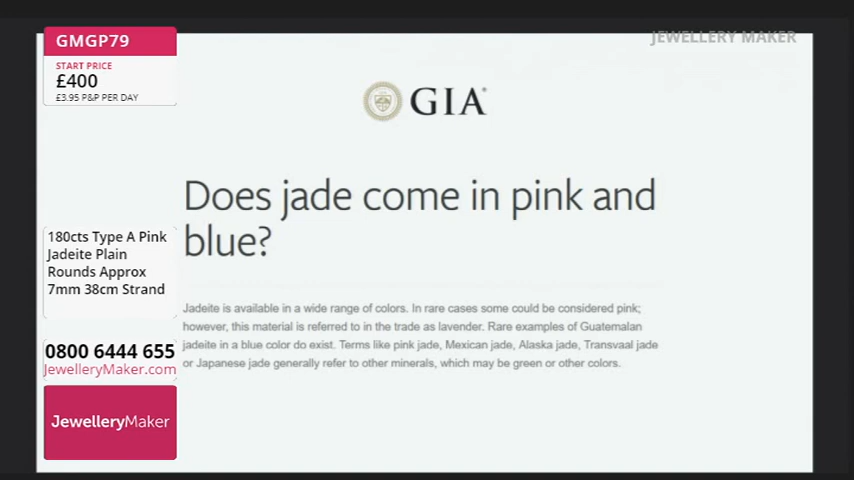 GMGP79
START PRICE
£400
£3.95 P&P PER DAY
JEWELLERY MAKER
GIA
Does jade come in pink and
blue?
Jadeite is available in a wide range of colors. In rare cases some could be considered pink;
however, this material is referred to in the trade as lavender. Rare examples of Guatemalan
jadeite in a blue color do exist. Terms like pink jade, Mexican jade, Alaska jade, Transvaal jade
or Japanese jade generally refer to other minerals, which may be green or other colors.
180cts Type A Pink
Jadeite Plain
Rounds Approx
7mm 38cm Strand
0800 6444 655
JewelleryMaker.com
JewelleryMaker